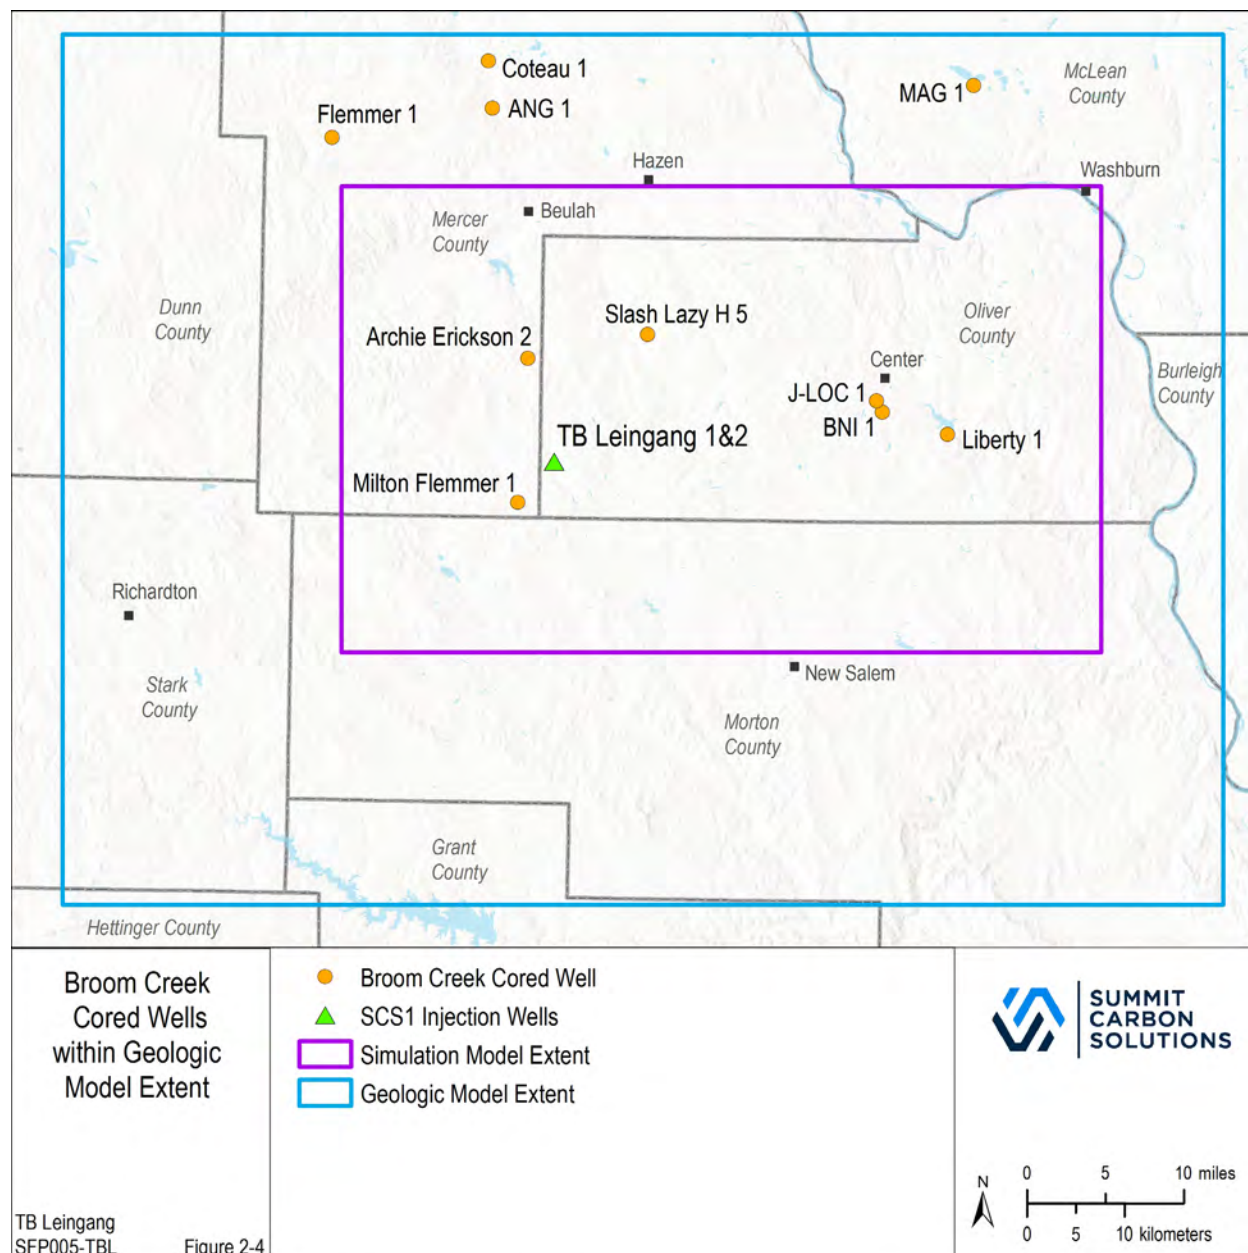 Coteau 1
MAG 1
McLean
County
Flemmer 1
ANG 1
Hazen
Washburn
Beulah
Mercer
County
Dunn
County
Slash Lazy H 5
Oliver
County
Archie Erickson 2
Center
Burleigh
County
J-LOC 1
BNI 1
Liberty 1
TB Leingang 1&2
Milton Flemmer 1
Richardton
New Salem
Stark
County
Morton
County
Grant
County
Hettinger County
Broom Creek
Cored Wells
within Geologic
Model Extent
TB Leingang
SFP005-TBL Figure 2-4
Broom Creek Cored Well
SCS1 Injection Wells
Simulation Model Extent
Geologic Model Extent
SUMMIT
CARBON
SOLUTIONS
N
0 5 10 miles
0 5 10 kilometers